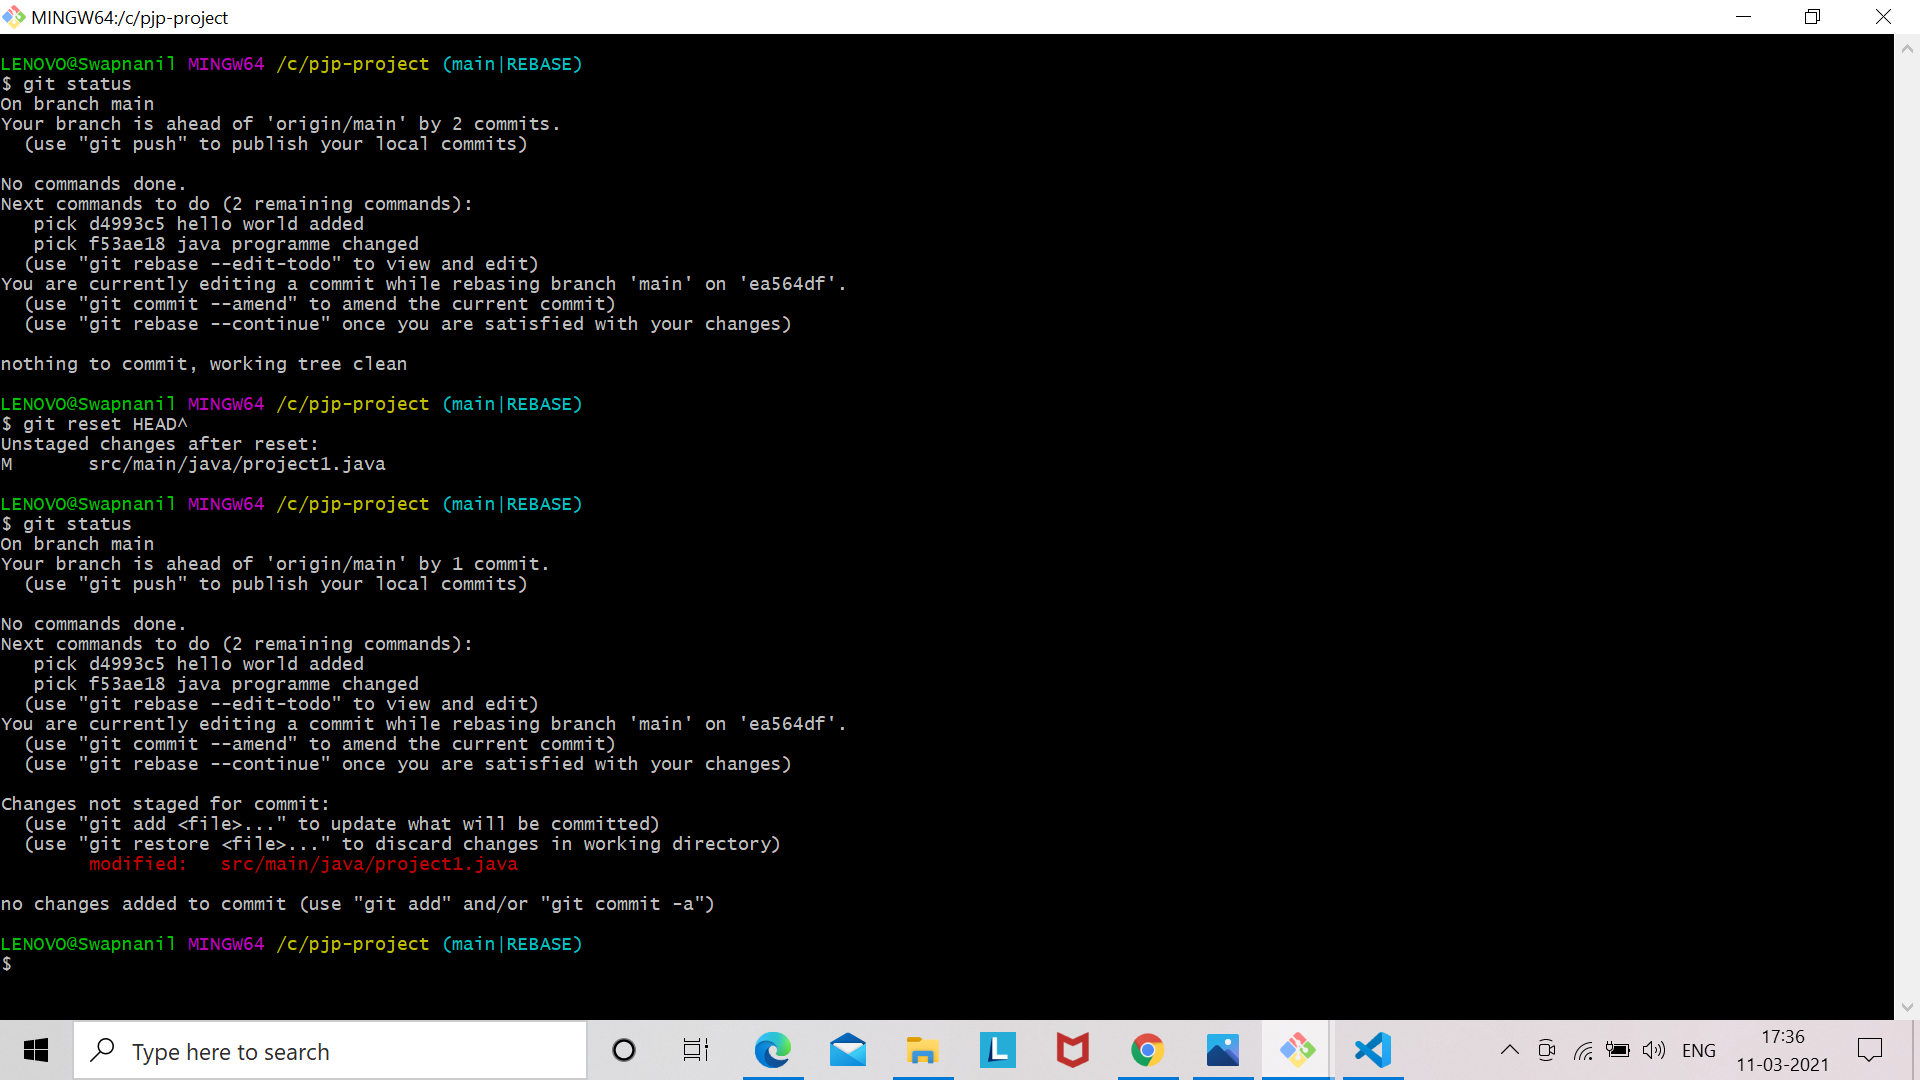 MINGW64:/c/pjp-project
LENOVO@Swapnanil MINGW64 /c/pjp-project (main|REBASE)
$ git status
On branch main
Your branch is ahead of 'origin/main' by 2 commits.
  (use "git push" to publish your local commits)
No commands done.
Next commands to do (2 remaining commands):
   pick d4993c5 hello world added
   pick f53ae18 java programme changed
  (use "git rebase --edit-todo" to view and edit)
You are currently editing a commit while rebasing branch 'main' on 'ea564df'.
  (use "git commit --amend" to amend the current commit)
  (use "git rebase --continue" once you are satisfied with your changes)
nothing to commit, working tree clean
LENOVO@Swapnanil MINGW64 /c/pjp-project (main|REBASE)
$ git reset HEAD^
Unstaged changes after reset:
M       src/main/java/project1.java
LENOVO@Swapnanil MINGW64 /c/pjp-project (main|REBASE)
$ git status
On branch main
Your branch is ahead of 'origin/main' by 1 commit.
  (use "git push" to publish your local commits)
No commands done.
Next commands to do (2 remaining commands):
   pick d4993c5 hello world added
   pick f53ae18 java programme changed
  (use "git rebase --edit-todo" to view and edit)
You are currently editing a commit while rebasing branch 'main' on 'ea564df'.
  (use "git commit --amend" to amend the current commit)
  (use "git rebase --continue" once you are satisfied with your changes)
Changes not staged for commit:
  (use "git add <file>..." to update what will be committed)
  (use "git restore <file>..." to discard changes in working directory)
        modified:   src/main/java/project1.java
no changes added to commit (use "git add" and/or "git commit -a")
LENOVO@Swapnanil MINGW64 /c/pjp-project (main|REBASE)
$
Type here to search
L
ENG
17:36
11-03-2021